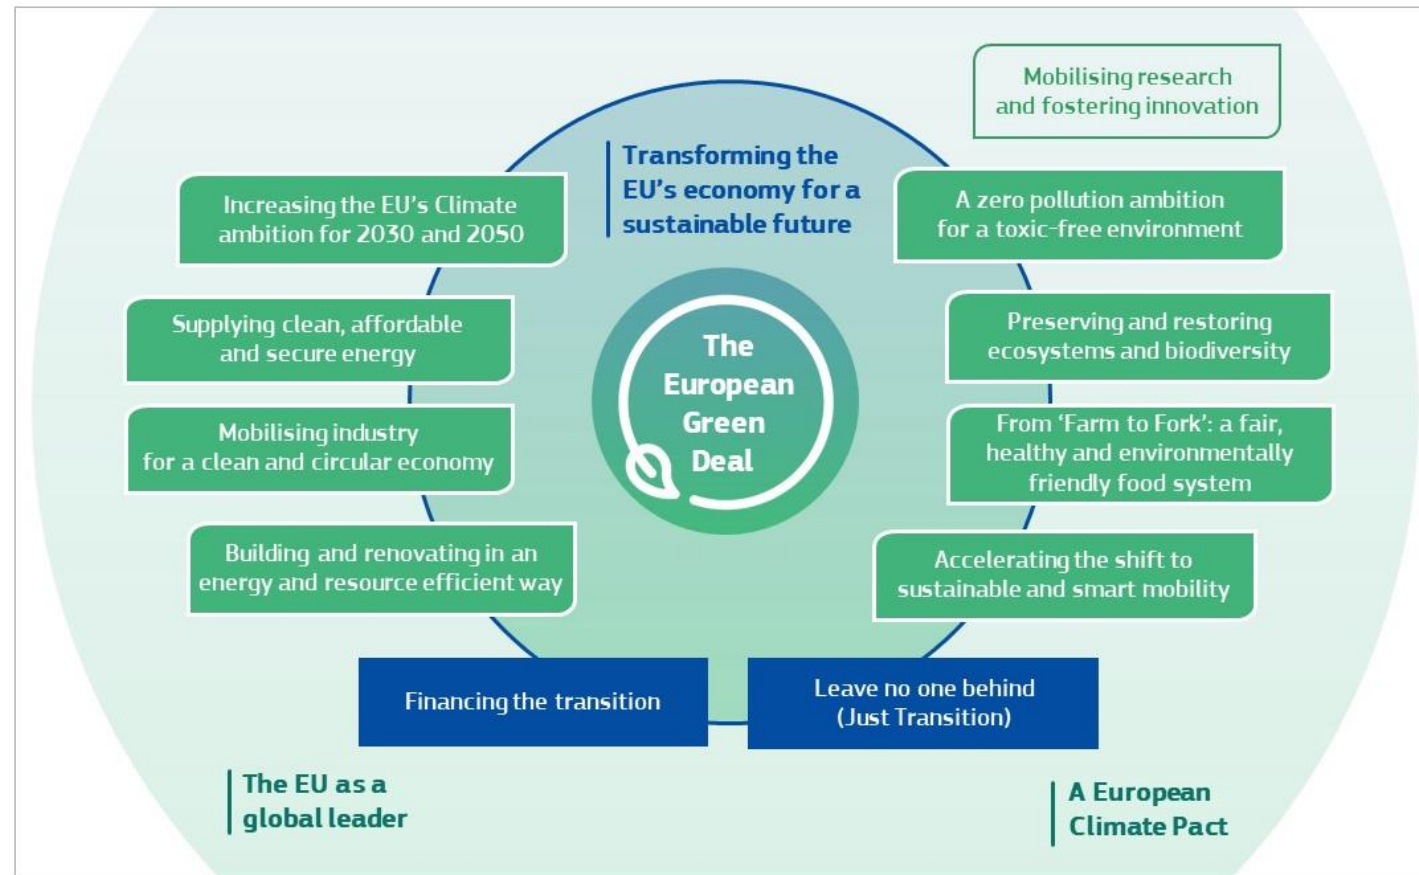 Mobilising research
and fostering innovation
Transforming the
EU's economy for a
sustainable future
Increasing the EU's Climate
ambition for 2030 and 2050
Supplying clean, affordable
and secure energy
Mobilising industry
for a clean and circular economy
Building and renovating in an
energy and resource efficient way
The
European
Green
Deal
A zero pollution ambition
for a toxic-free environment
Preserving and restoring
ecosystems and biodiversity
From ‘Farm to Fork’: a fair,
healthy and environmentally
friendly food system
Accelerating the shift to
sustainable and smart mobility
Financing the transition
Leave no one behind
(Just Transition)
The EU as a
global leader
A European
Climate Pact